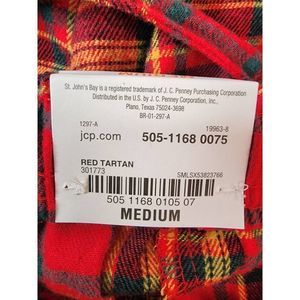 St. John's Bay is a registered trademark of J. C. Penney Purchasing Corporation
Distributed in the U.S. by J. C. Penney Corporation, Inc.,
Plano, Texas 75024-3698
BR-01-297-A
1297-A 19963-8
jcp.com 505-1168 0075
RED TARTAN
301773 SMLSX53823766
505 1168 0105 07
MEDIUM